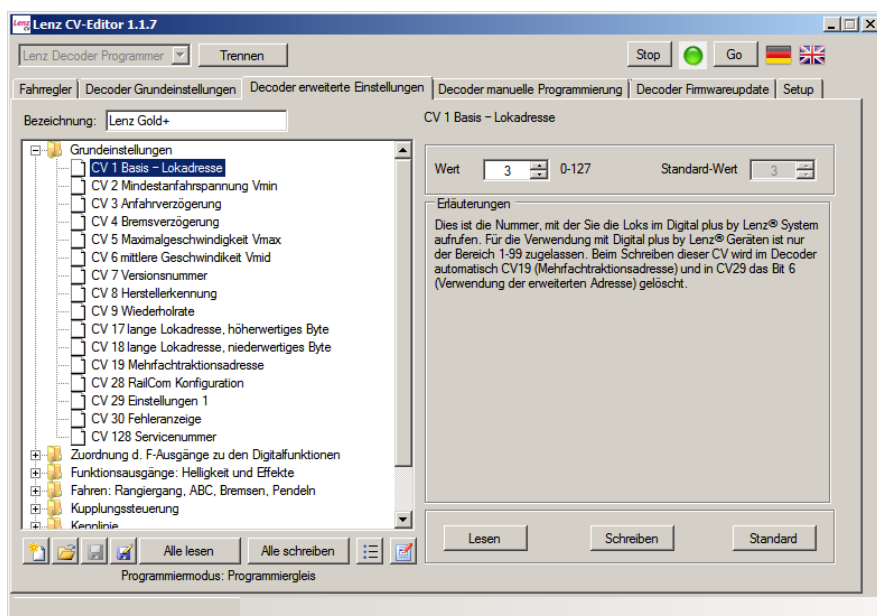 Lenz CV-Editor 1.1.7
Lenz Decoder Programmer
Trennen
Stop
Go
Fahrregler
Decoder Grundeinstellungen
Decoder erweiterte Einstellungen
Decoder manuelle Programmierung
Decoder Firmwareupdate
Setup
Bezeichnung:
Lenz Gold+
Grundeinstellungen
CV 1 Basis – Lokadresse
CV 2 Mindestanfahrspannung Vmin
CV 3 Anfahrverzögerung
CV 4 Bremsverzögerung
CV 5 Maximalgeschwindigkeit Vmax
CV 6 mittlere Geschwindikeit Vmid
CV 7 Versionsnummer
CV 8 Herstellerkennung
CV 9 Wiederholrate
CV 17 lange Lokadresse, höherwertiges Byte
CV 18 lange Lokadresse, niederwertiges Byte
CV 19 Mehrfachtraktionsadresse
CV 28 RailCom Konfiguration
CV 29 Einstellungen 1
CV 30 Fehleranzeige
CV 128 Servicenummer
Zuordnung d. F-Ausgänge zu den Digitalfunktionen
Funktionsausgänge: Helligkeit und Effekte
Fahren: Rangiergang, ABC, Bremsen, Pendeln
Kupplungssteuerung
Kennlinie
Alle lesen
Alle schreiben
Programmiermodus: Programmiergleis
CV 1 Basis – Lokadresse
Wert
3
0-127
Standard-Wert
3
Erläuterungen
Dies ist die Nummer, mit der Sie die Loks im Digital plus by Lenz® System
aufrufen. Für die Verwendung mit Digital plus by Lenz® Geräten ist nur
der Bereich 1-99 zugelassen. Beim Schreiben dieser CV wird im Decoder
automatisch CV19 (Mehrfachtraktionsadresse) und in CV29 das Bit 6
(Verwendung der erweiterten Adresse) gelöscht.
Lesen
Schreiben
Standard